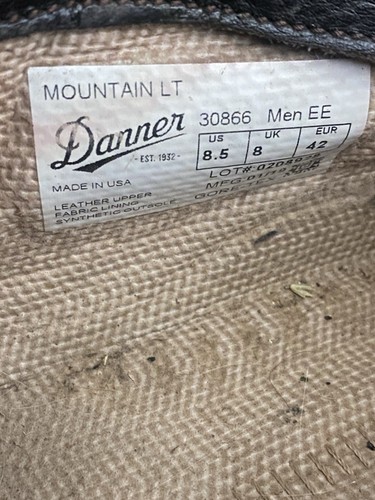 MOUNTAIN LT
Danner
- EST. 1932 -
30866 Men EE
US UK EUR
8.5 8 42
MADE IN USA
LOT#
LEATHER UPPER
FABRIC LINING
SYNTHETIC OUTSOLE